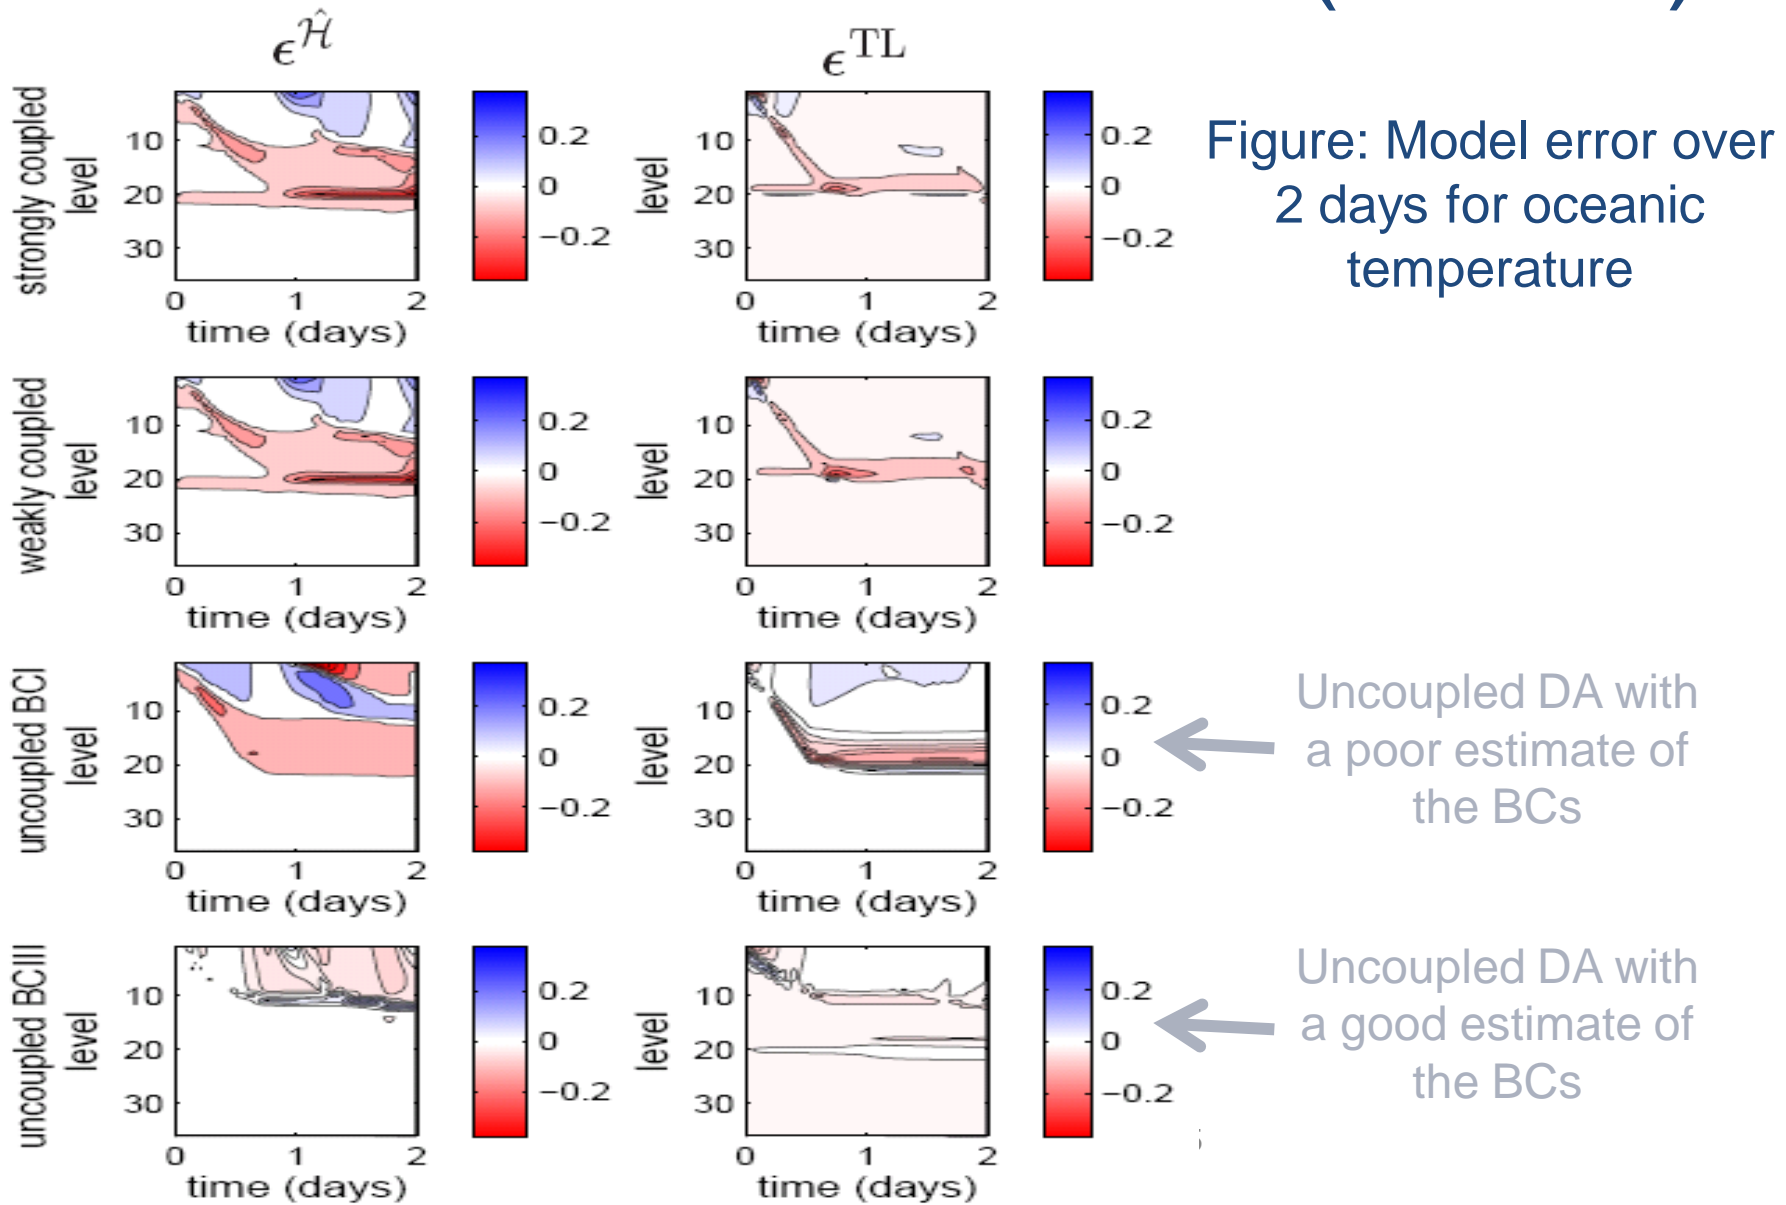 ϵ^Ĥ
ϵ^TL
strongly coupled
level
10
20
30
0 1 2
time (days)
0.2
0
−0.2
level
10
20
30
0 1 2
time (days)
0.2
0
−0.2
Figure: Model error over
2 days for oceanic
temperature
weakly coupled
level
10
20
30
0 1 2
time (days)
0.2
0
−0.2
level
10
20
30
0 1 2
time (days)
0.2
0
−0.2
uncoupled BCI
level
10
20
30
0 1 2
time (days)
0.2
0
−0.2
level
10
20
30
0 1 2
time (days)
0.2
0
−0.2
Uncoupled DA with
a poor estimate of
the BCs
uncoupled BCIII
level
10
20
30
0 1 2
time (days)
0.2
0
−0.2
level
10
20
30
0 1 2
time (days)
0.2
0
−0.2
Uncoupled DA with
a good estimate of
the BCs